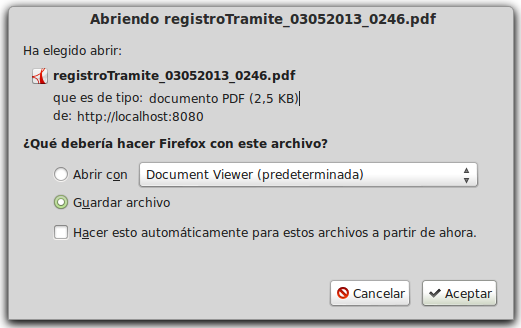 Abriendo registroTramite_03052013_0246.pdf
Ha elegido abrir:
registroTramite_03052013_0246.pdf
que es de tipo: documento PDF (2,5 KB)
de: http://localhost:8080
¿Qué debería hacer Firefox con este archivo?
Abrir con Document Viewer (predeterminada)
Guardar archivo
Hacer esto automáticamente para estos archivos a partir de ahora.
Cancelar Aceptar